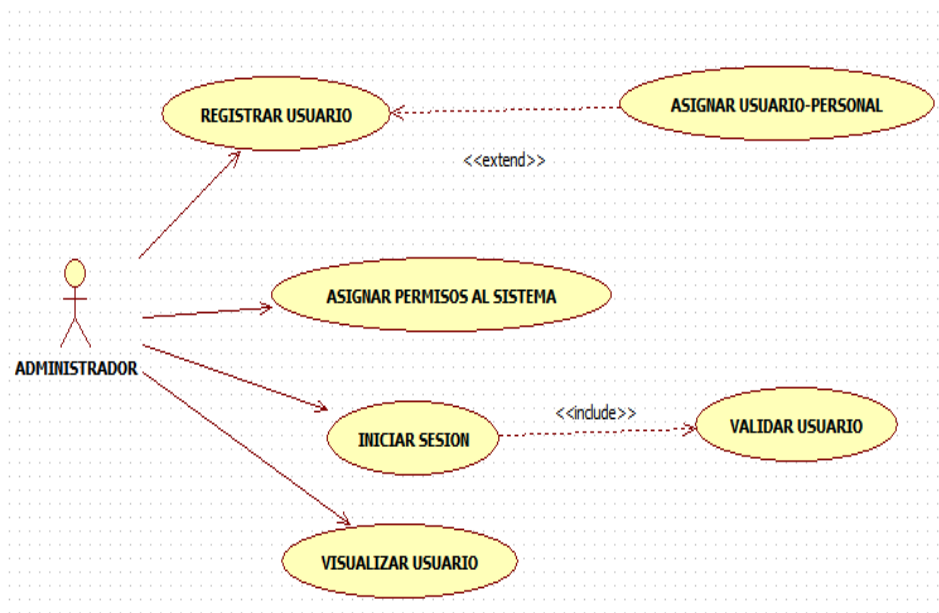 REGISTRAR USUARIO
ASIGNAR USUARIO-PERSONAL
<<extend>>
ASIGNAR PERMISOS AL SISTEMA
ADMINISTRADOR
<<include>>
INICIAR SESION
VALIDAR USUARIO
VISUALIZAR USUARIO